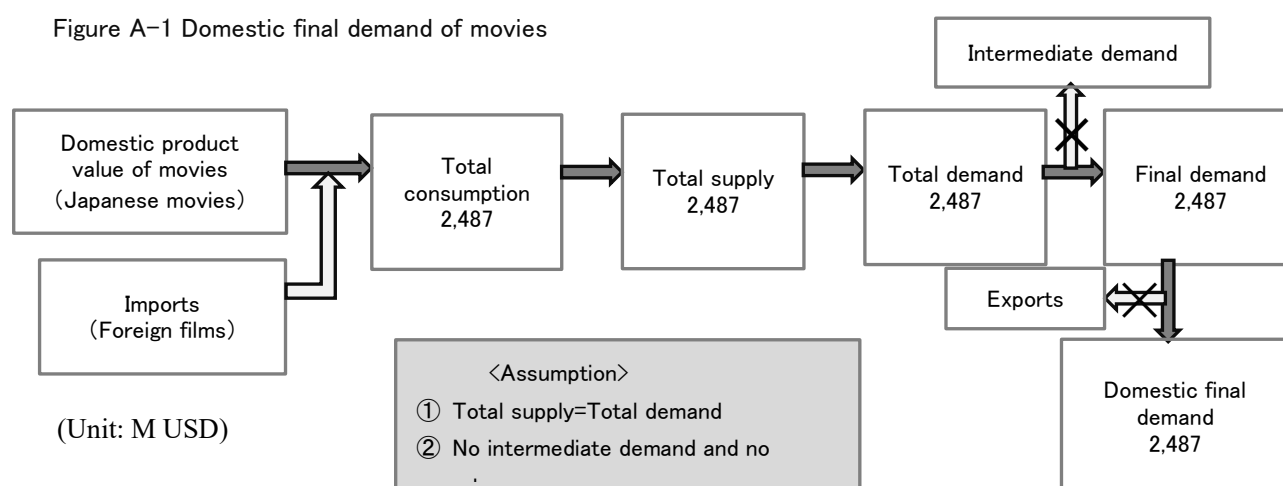 Figure A-1 Domestic final demand of movies
Intermediate demand
Domestic product
value of movies
(Japanese movies)
Total
consumption
2,487
Total supply
2,487
Total demand
2,487
Final demand
2,487
Imports
(Foreign films)
Exports
<Assumption>
① Total supply=Total demand
② No intermediate demand and no
Domestic final
demand
2,487
(Unit: M USD)